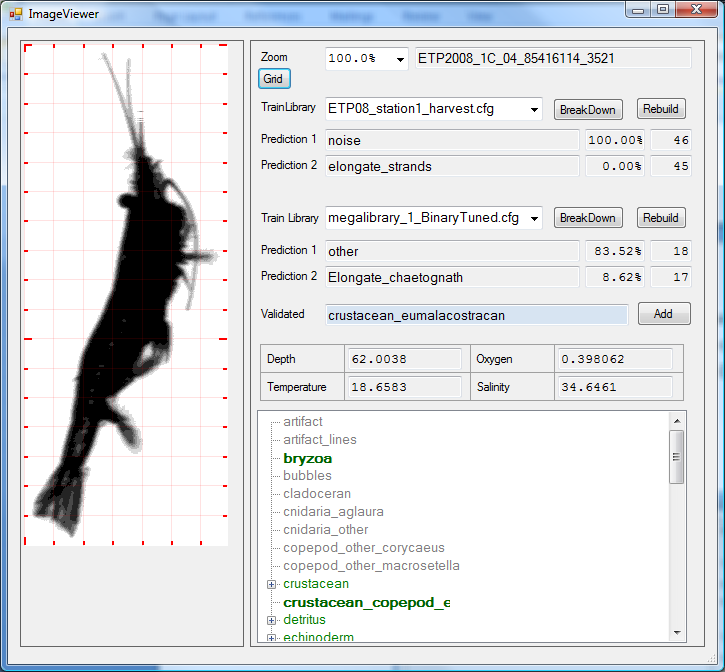 ImageViewer
Zoom 100.0% ETP2008_1C_04_85416114_3521
Grid
TrainLibrary ETP08_station1_harvest.cfg BreakDown Rebuild
Prediction 1 noise 100.00% 46
Prediction 2 elongate_strands 0.00% 45
Train Library megalibrary_1_BinaryTuned.cfg BreakDown Rebuild
Prediction 1 other 83.52% 18
Prediction 2 Elongate_chaetognath 8.62% 17
Validated crustacean_eumalacostracan Add
Depth 62.0038 Oxygen 0.398062
Temperature 18.6583 Salinity 34.6461
artifact
artifact_lines
bryzoa
bubbles
cladoceran
cnidaria_aglaura
cnidaria_other
copepod_other_corycaeus
copepod_other_macrosetella
crustacean
crustacean_copepod_e
detritus
echinoderm